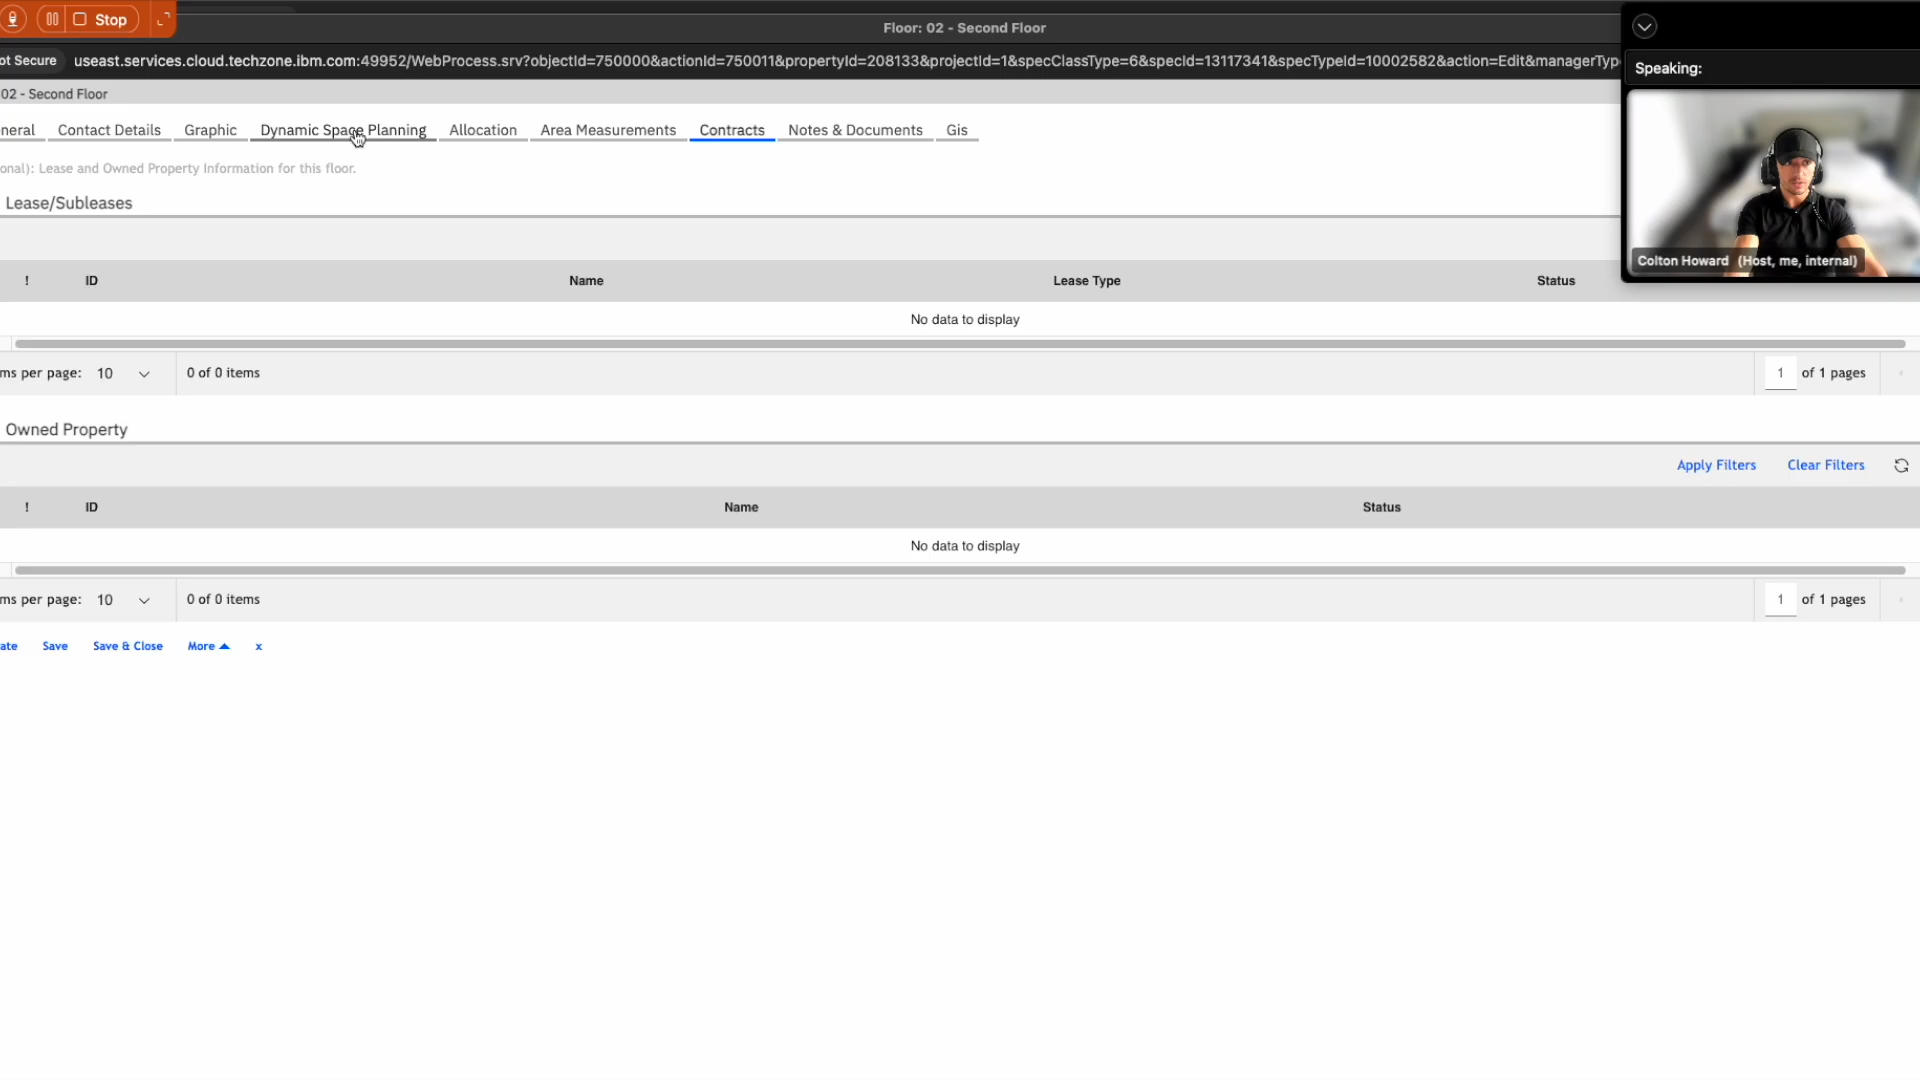 Stop
Floor: 02 - Second Floor
ot Secure useast.services.cloud.techzone.ibm.com:49952/WebProcess.srv?objectId=750000&actionId=750011&propertyId=208133&projectId=1&specClassType=6&specId=13117341&specTypeId=10002582&action=Edit&managerTyp
Speaking:
02 - Second Floor
neral Contact Details Graphic Dynamic Space Planning Allocation Area Measurements Contracts Notes & Documents Gis
onal): Lease and Owned Property Information for this floor.
Lease/Subleases
Colton Howard (Host, me, internal)
! ID Name Lease Type Status
No data to display
ms per page: 10 0 of 0 items 1 of 1 pages
Owned Property
Apply Filters Clear Filters
! ID Name Status
No data to display
ms per page: 10 0 of 0 items 1 of 1 pages
ate Save Save & Close More x